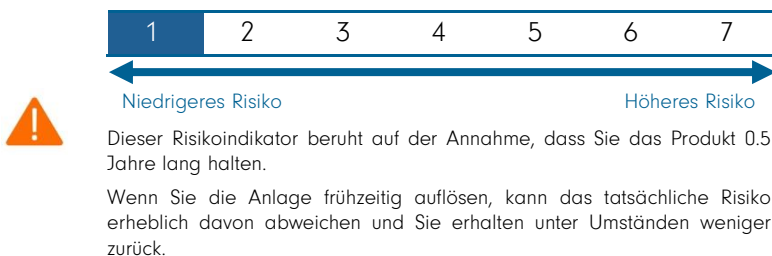 1 2 3 4 5 6 7
Niedrigeres Risiko Höheres Risiko
Dieser Risikoindikator beruht auf der Annahme, dass Sie das Produkt 0.5
Jahre lang halten.
Wenn Sie die Anlage frühzeitig auflösen, kann das tatsächliche Risiko
erheblich davon abweichen und Sie erhalten unter Umständen weniger
zurück.